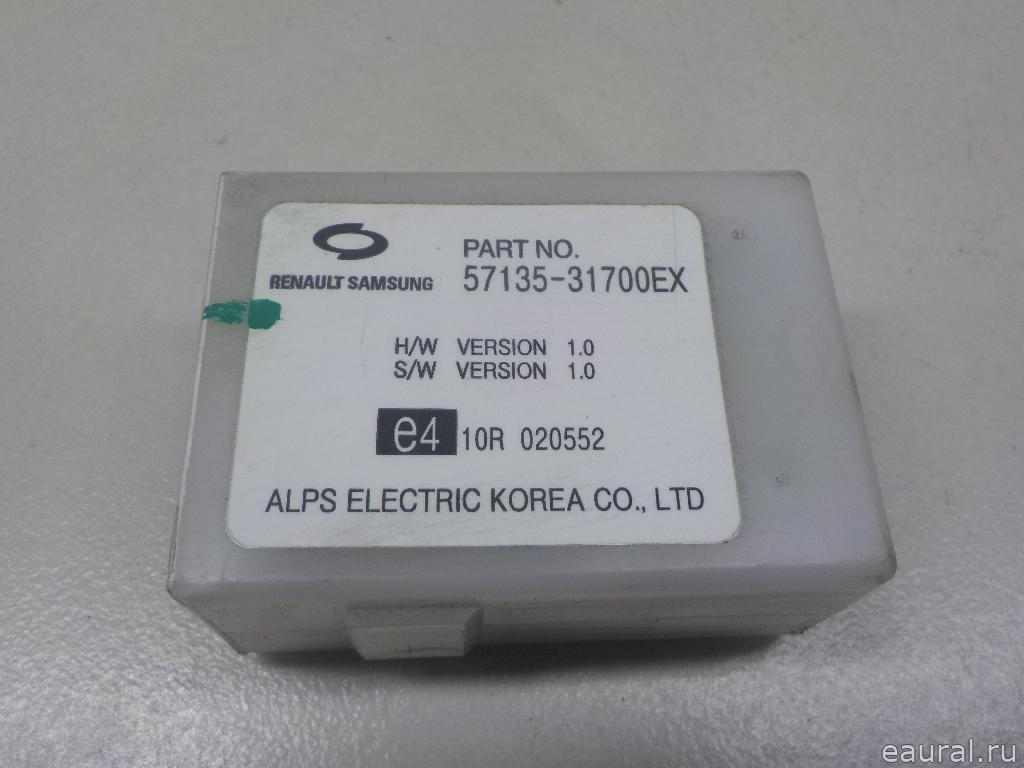 RENAULT SAMSUNG
PART NO.
57135-31700EX
H/W VERSION 1.0
S/W VERSION 1.0
e4 10R 020552
ALPS ELECTRIC KOREA CO., LTD
eaural.ru